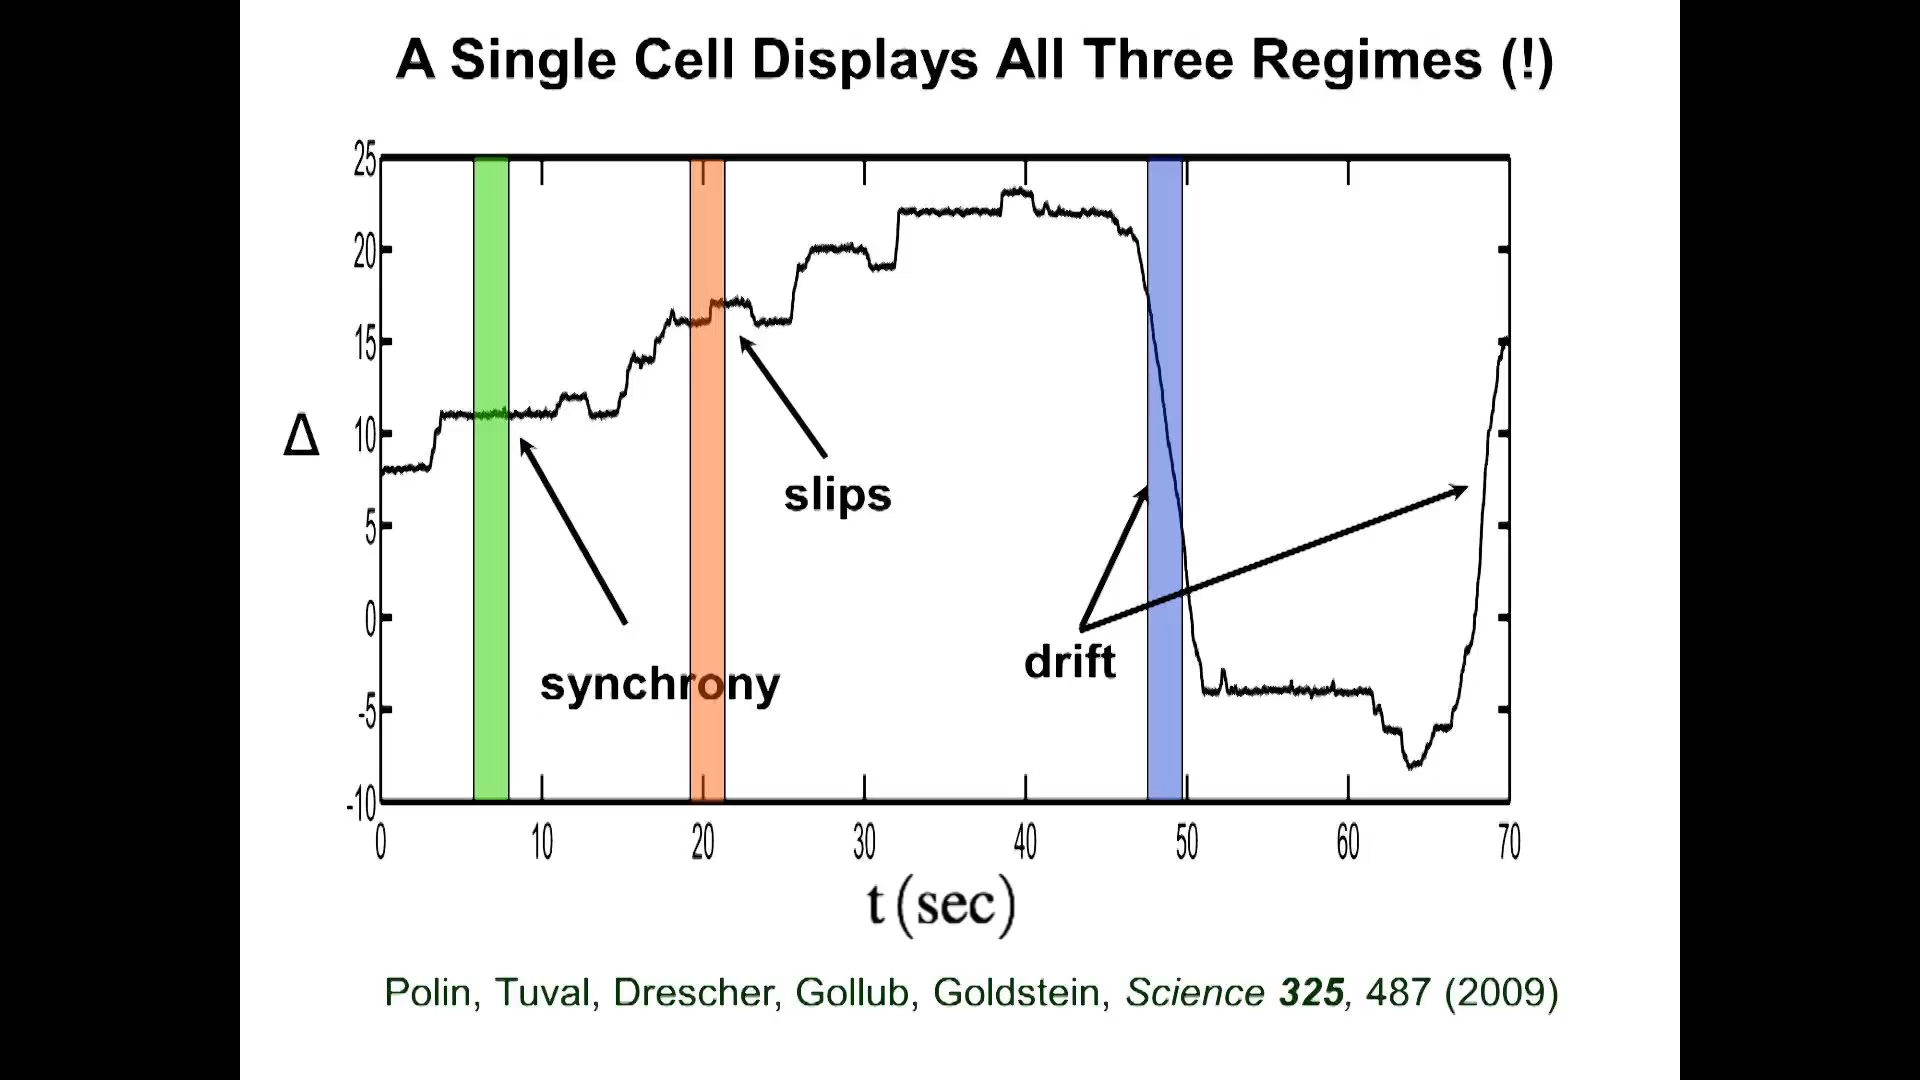 A Single Cell Displays All Three Regimes (!)
25
20
15
10
5
0
-5
-10
Δ
slips
synchrony
drift
0 10 20 30 40 50 60 70
t(sec)
Polin, Tuval, Drescher, Gollub, Goldstein, Science 325, 487 (2009)